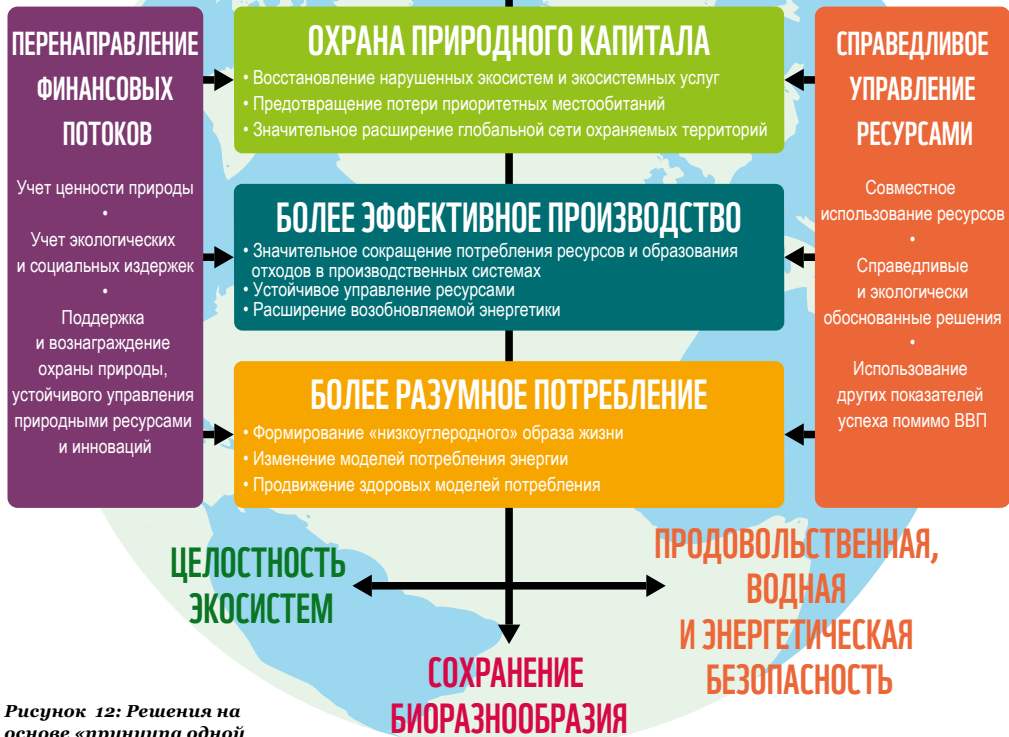 ПЕРЕНАПРАВЛЕНИЕ
ФИНАНСОВЫХ
ПОТОКОВ
Учет ценности природы
•
Учет экологических
и социальных издержек
•
Поддержка
и вознаграждение
охраны природы,
устойчивого управления
природными ресурсами
и инноваций
ОХРАНА ПРИРОДНОГО КАПИТАЛА
• Восстановление нарушенных экосистем и экосистемных услуг
• Предотвращение потери приоритетных местообитаний
• Значительное расширение глобальной сети охраняемых территорий
БОЛЕЕ ЭФФЕКТИВНОЕ ПРОИЗВОДСТВО
• Значительное сокращение потребления ресурсов и образования
отходов в производственных системах
• Устойчивое управление ресурсами
• Расширение возобновляемой энергетики
БОЛЕЕ РАЗУМНОЕ ПОТРЕБЛЕНИЕ
• Формирование «низкоуглеродного» образа жизни
• Изменение моделей потребления энергии
• Продвижение здоровых моделей потребления
СПРАВЕДЛИВОЕ
УПРАВЛЕНИЕ
РЕСУРСАМИ
Совместное
использование ресурсов
•
Справедливые
и экологически
обоснованные решения
•
Использование
других показателей
успеха помимо ВВП
ЦЕЛОСТНОСТЬ
ЭКОСИСТЕМ
СОХРАНЕНИЕ
БИОРАЗНООБРАЗИЯ
ПРОДОВОЛЬСТВЕННАЯ,
ВОДНАЯ
И ЭНЕРГЕТИЧЕСКАЯ
БЕЗОПАСНОСТЬ
Рисунок 12: Решения на
основе «принципа одной